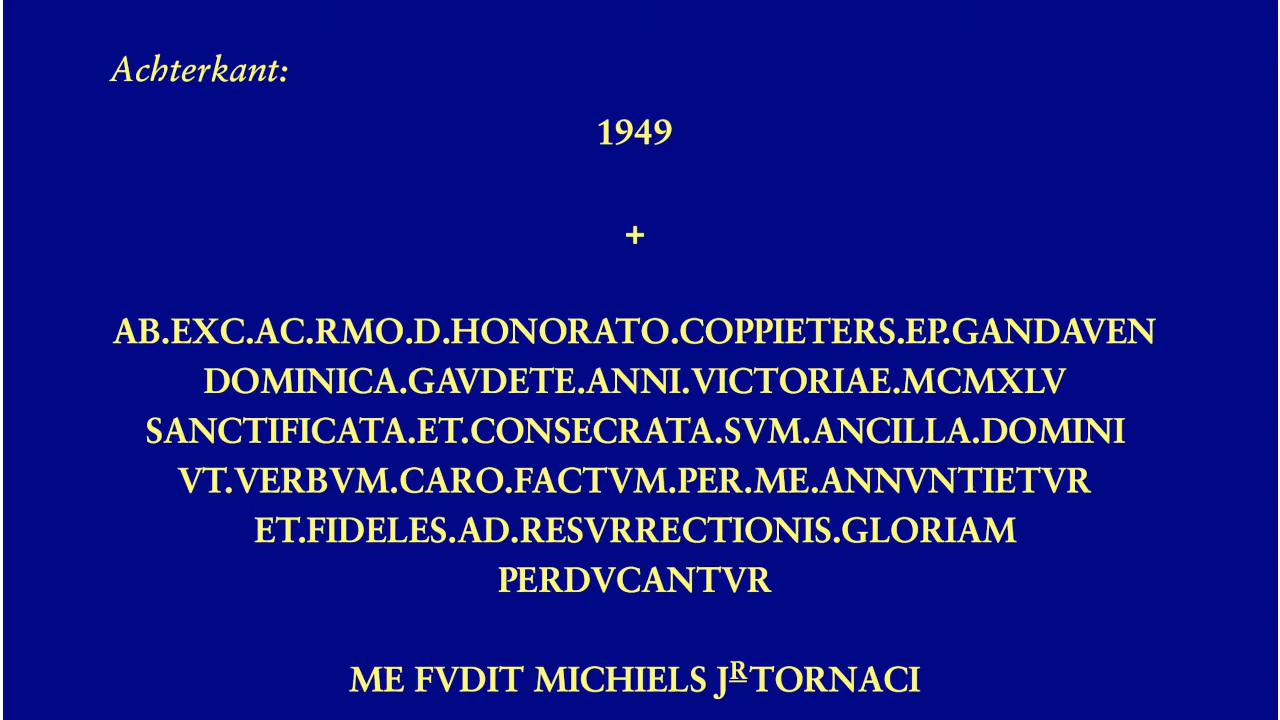 Achterkant:
1949
+
AB.EXC.AC.RMO.D.HONORATO.COPPIETERS.EP.GANDAVEN
DOMINICA.GAVDETE.ANNI.VICTORIAE.MCMXLV
SANCTIFICATA.ET.CONSECRATA.SVM.ANCILLA.DOMINI
VT.VERBVM.CARO.FACTVM.PER.ME.ANNVNTIETVR
ET.FIDELES.AD.RESVRRECTIONIS.GLORIAM
PERDVCANTVR
ME FVDIT MICHIELS JR TORNACI